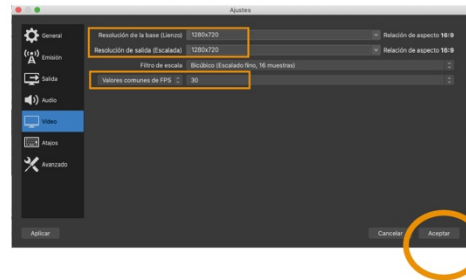 Ajustes
General
Emisión
Salida
Audio
Vídeo
Atajos
Avanzado
Resolución de la base (Lienzo) 1280x720 Relación de aspecto 16:9
Resolución de salida (Escalada) 1280x720 Relación de aspecto 16:9
Filtro de escala Bicúbico (Escalado fino, 16 muestras)
Valores comunes de FPS 30
Aplicar Cancelar Aceptar